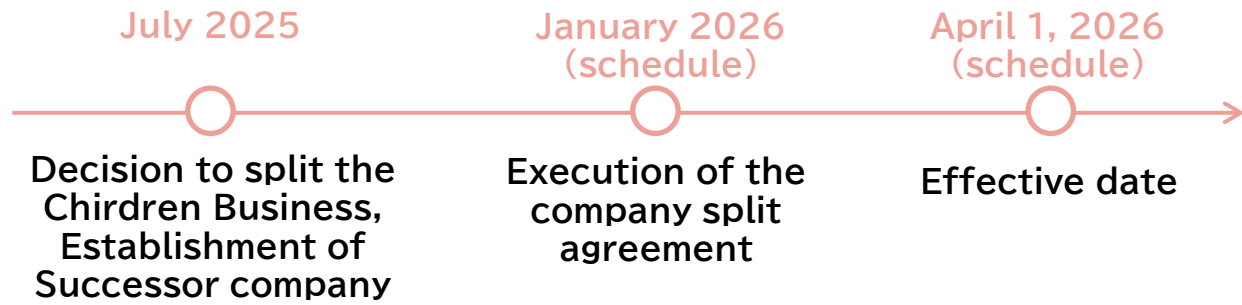 July 2025
Decision to split the
Chirdren Business,
Establishment of
Successor company
January 2026
（schedule）
Execution of the
company split
agreement
April 1, 2026
（schedule）
Effective date